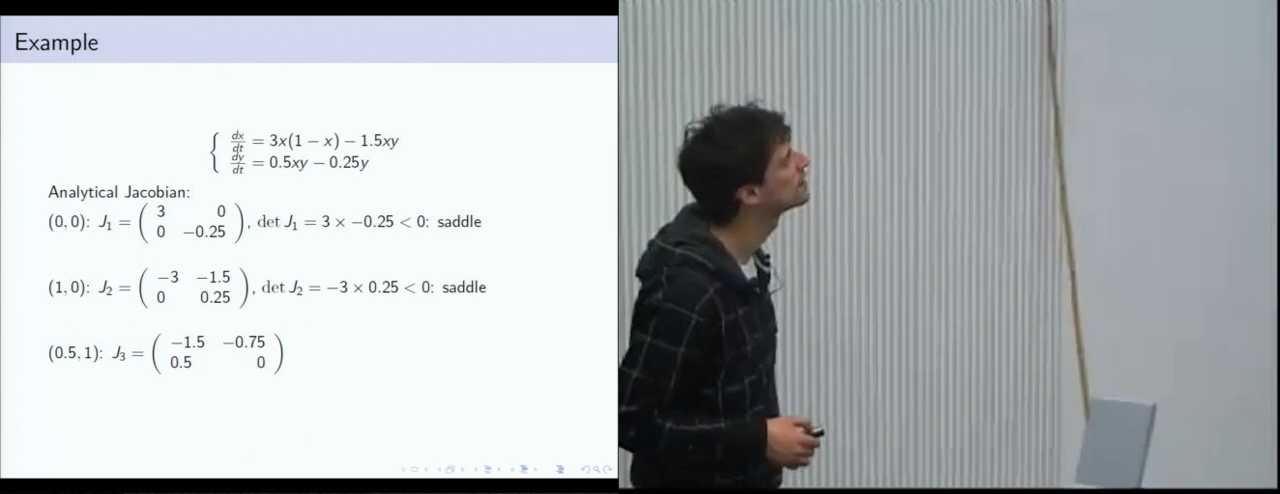 Example
{ dx/dt = 3x(1 − x) − 1.5xy
dy/dt = 0.5xy − 0.25y
Analytical Jacobian:
(0, 0): J₁ = ( 3 0 ; 0 −0.25 ), det J₁ = 3 × −0.25 < 0: saddle
(1, 0): J₂ = ( −3 −1.5 ; 0 0.25 ), det J₂ = −3 × 0.25 < 0: saddle
(0.5, 1): J₃ = ( −1.5 −0.75 ; 0.5 0 )